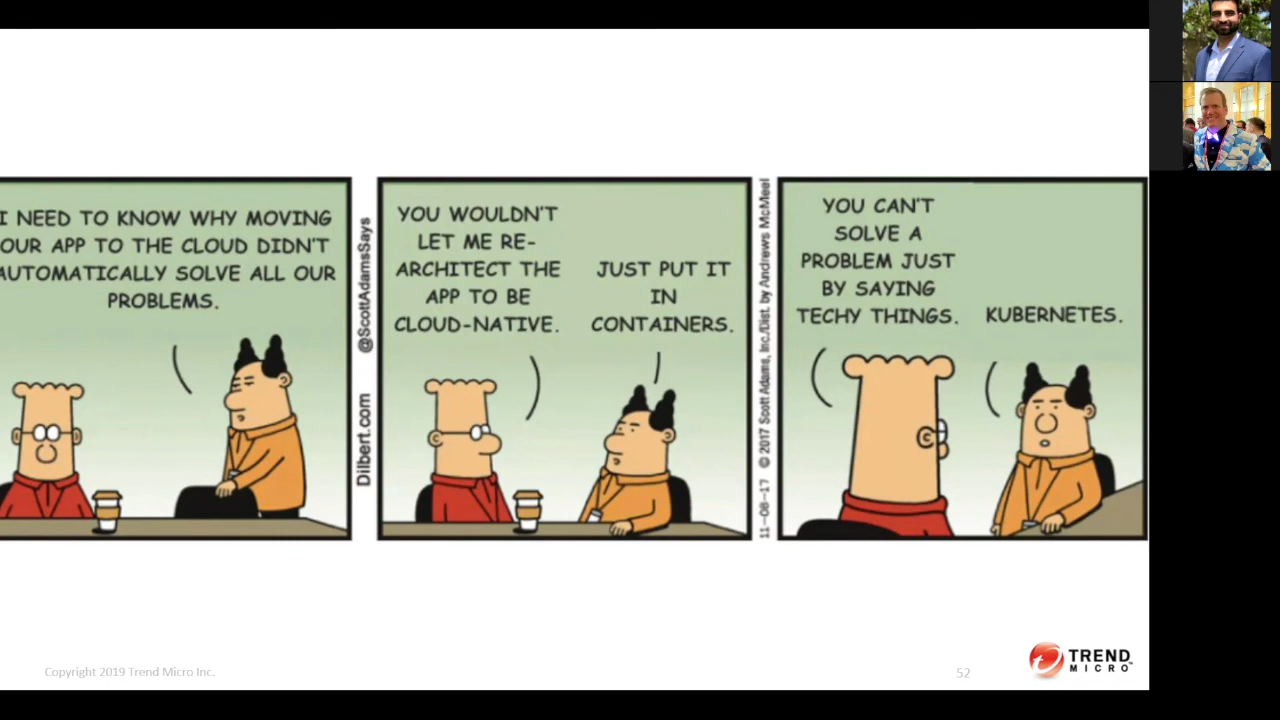 I NEED TO KNOW WHY MOVING
OUR APP TO THE CLOUD DIDN'T
AUTOMATICALLY SOLVE ALL OUR
PROBLEMS.
Dilbert.com @ScottAdamsSays
YOU WOULDN'T
LET ME RE-
ARCHITECT THE
APP TO BE
CLOUD-NATIVE.
JUST PUT IT
IN
CONTAINERS.
11-08-17 © 2017 Scott Adams, Inc./Dist. by Andrews McMeel
YOU CAN'T
SOLVE A
PROBLEM JUST
BY SAYING
TECHY THINGS.
KUBERNETES.
Copyright 2019 Trend Micro Inc.
52
TREND
MICRO™